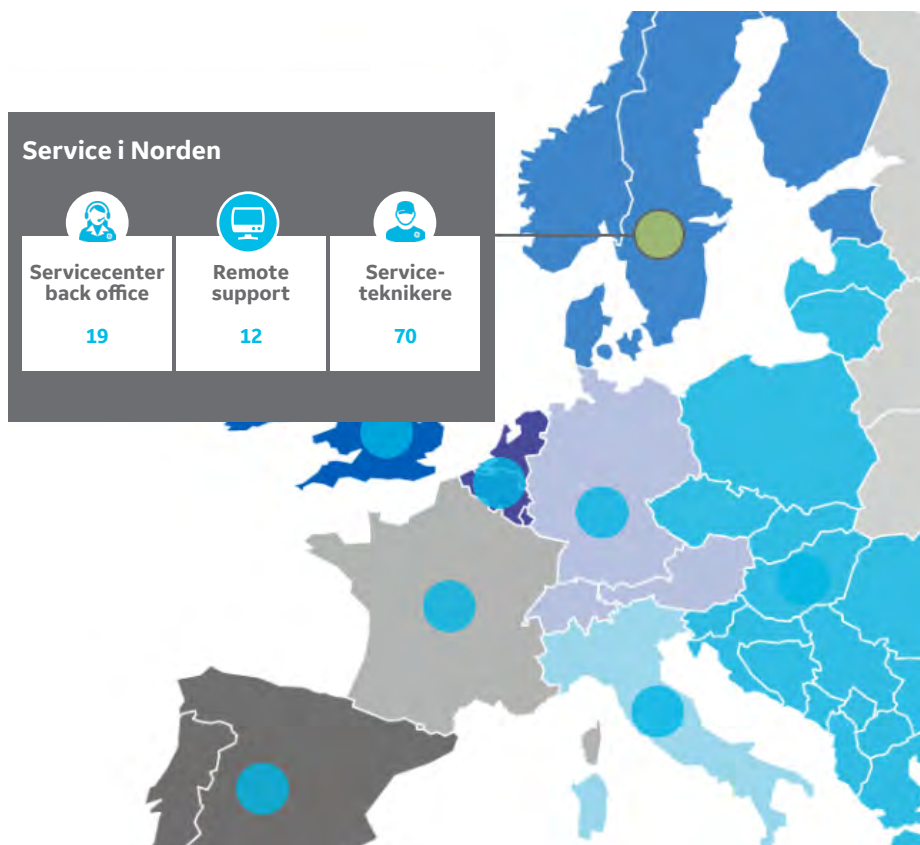 Service i Norden
Servicecenter
back office
19
Remote
support
12
Service-
teknikere
70